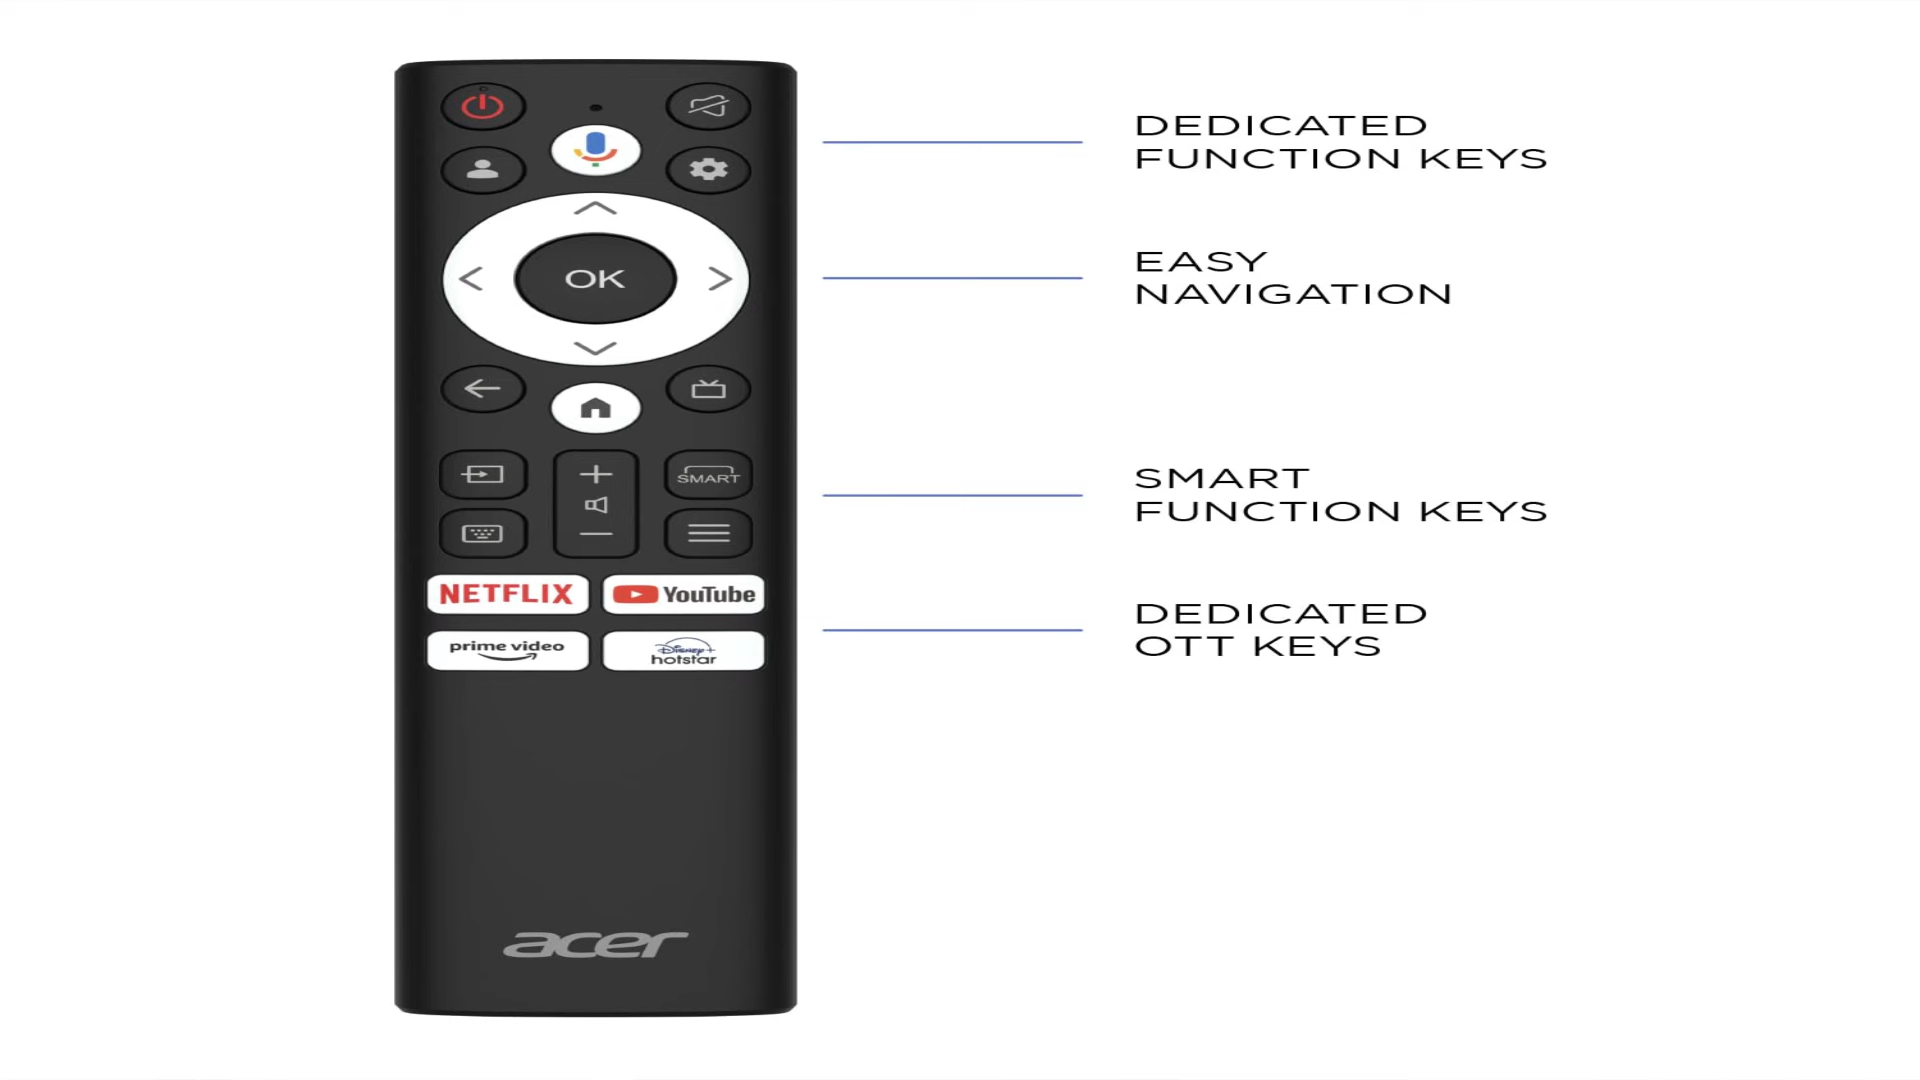 DEDICATED
FUNCTION KEYS
OK
EASY
NAVIGATION
SMART
SMART
FUNCTION KEYS
NETFLIX
YouTube
DEDICATED
OTT KEYS
prime video
Disney+
hotstar
acer